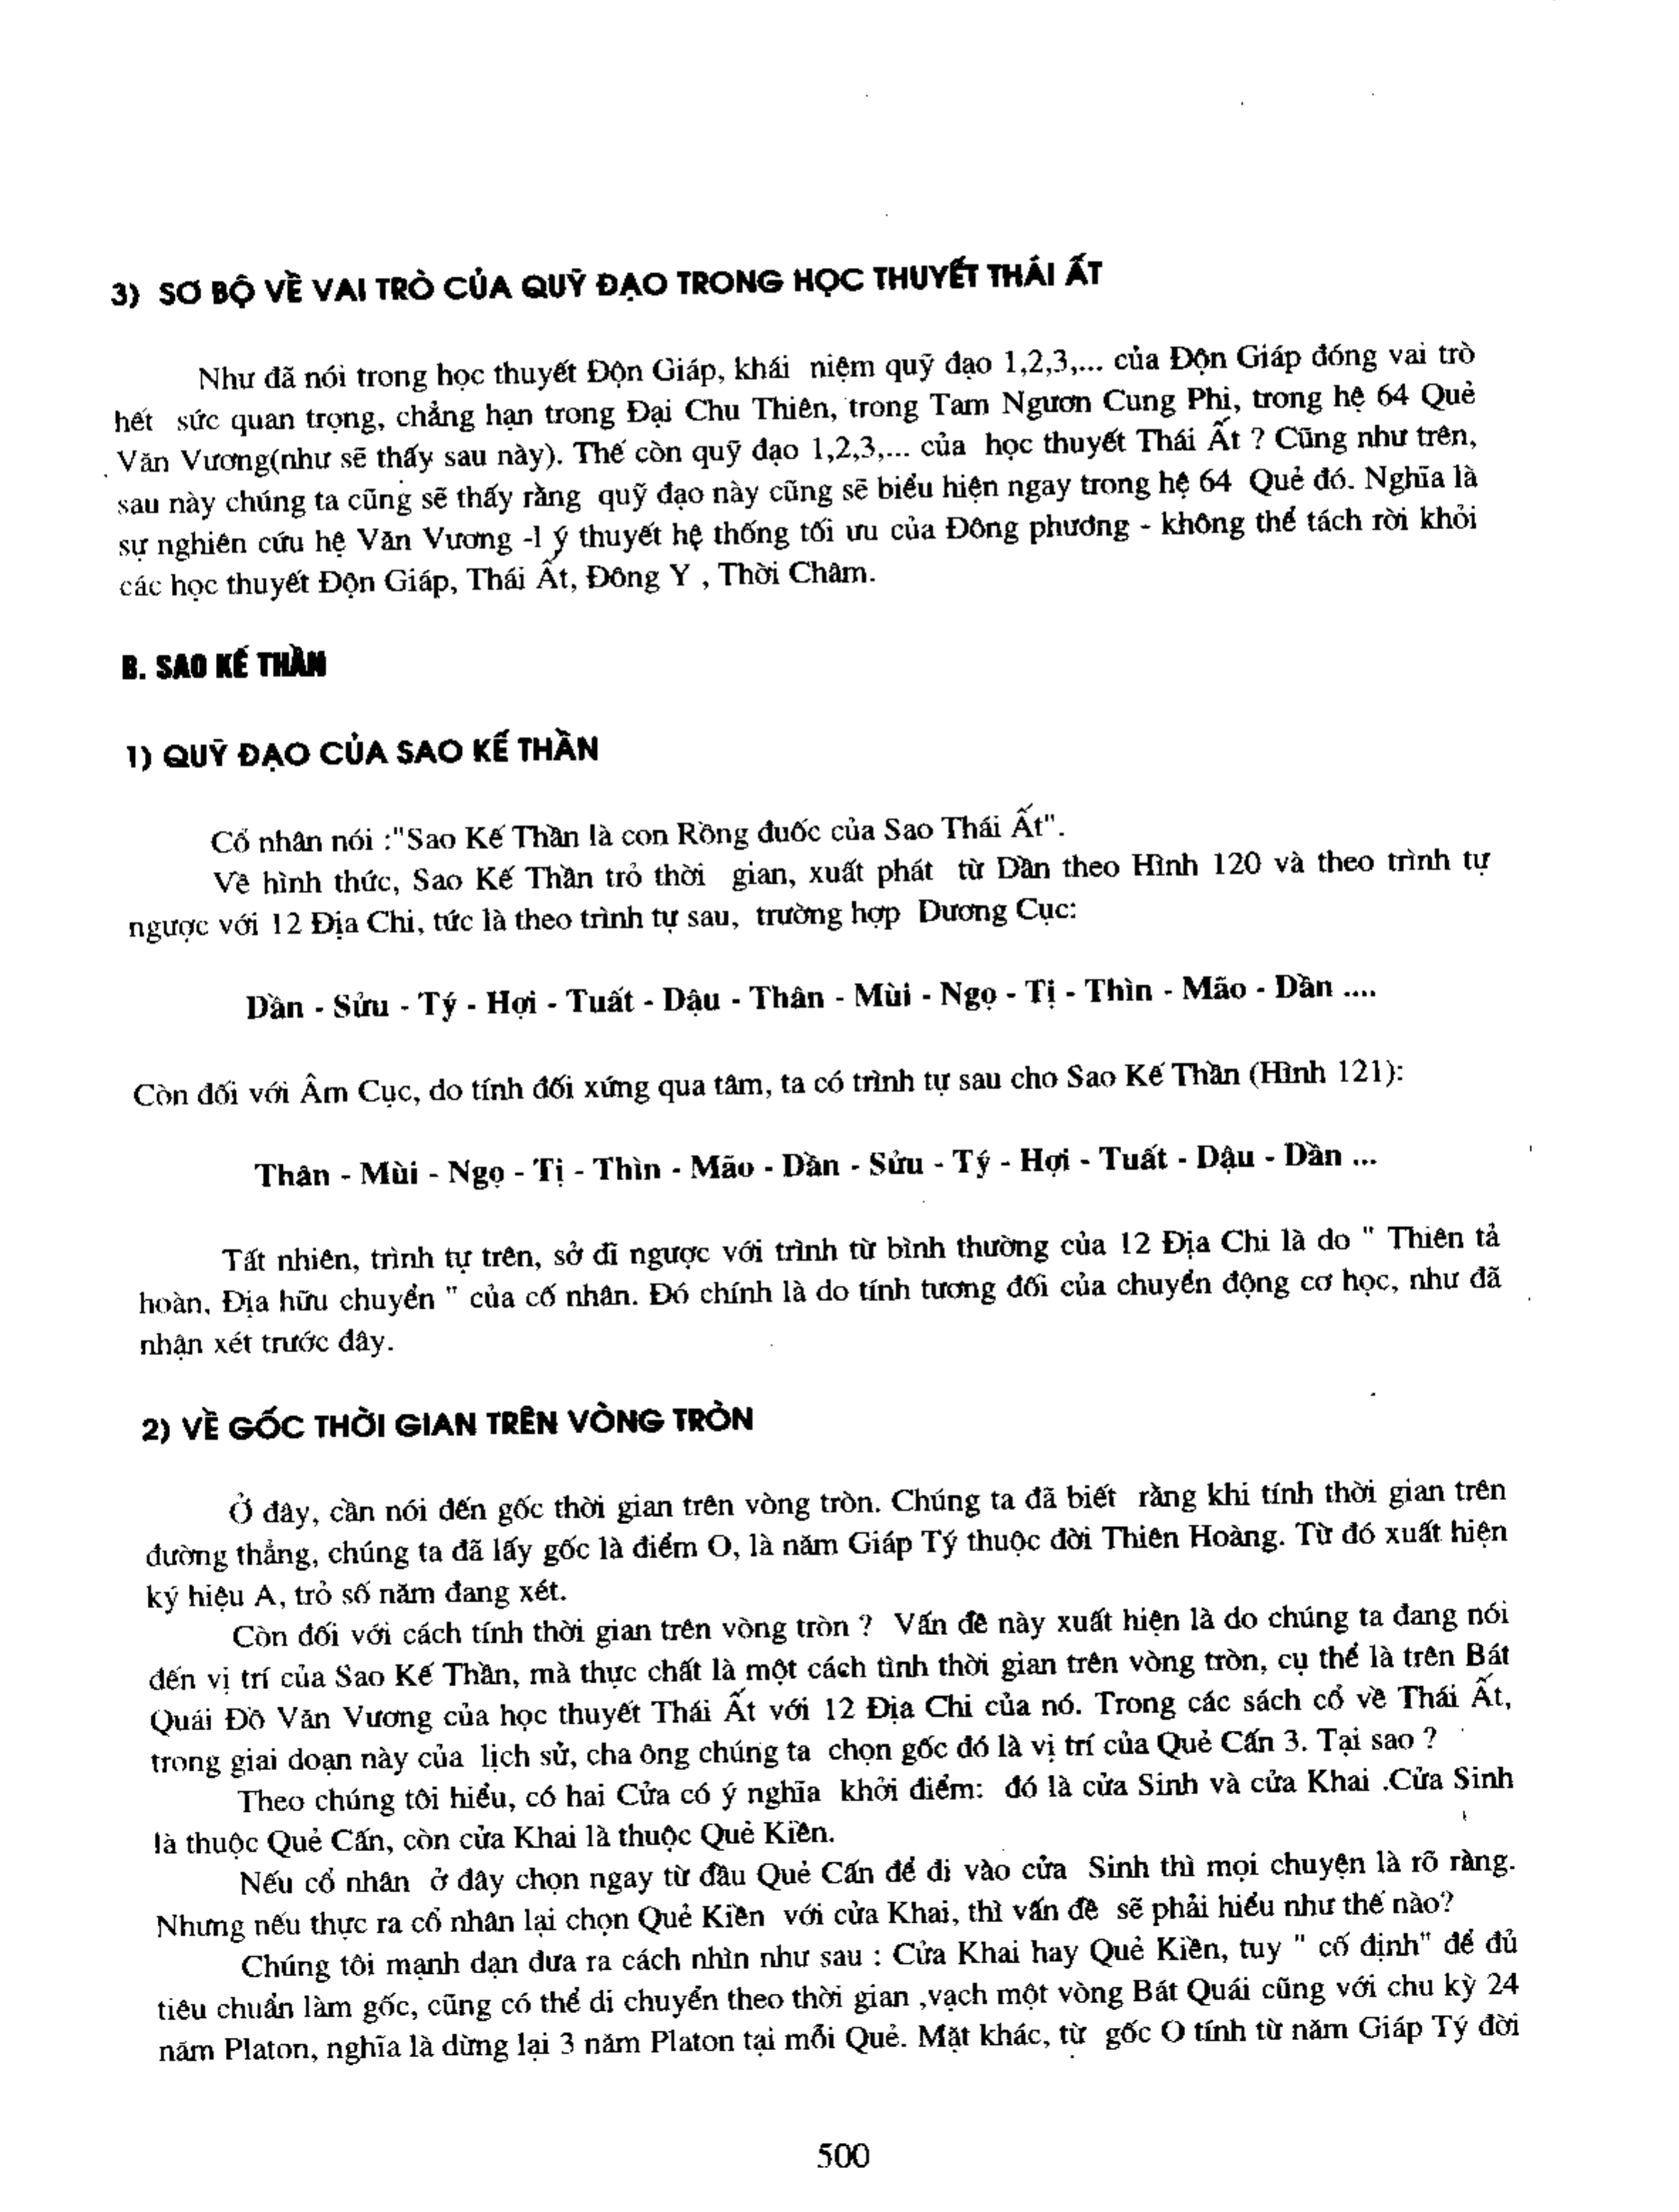 3) SƠ BỘ VỀ VAI TRÒ CỦA QUỸ ĐẠO TRONG HỌC THUYẾT THÁI ẤT
Như đã nói trong học thuyết Độn Giáp, khái niệm quỹ đạo 1,2,3,... của Độn Giáp đóng vai trò
hết sức quan trọng, chẳng hạn trong Đại Chu Thiên, trong Tam Ngươn Cung Phi, trong hệ 64 Quẻ
Văn Vương(như sẽ thấy sau này). Thế còn quỹ đạo 1,2,3,... của học thuyết Thái Ất ? Cũng như trên,
sau này chúng ta cũng sẽ thấy rằng quỹ đạo này cũng sẽ biểu hiện ngay trong hệ 64 Quẻ đó. Nghĩa là
sự nghiên cứu hệ Văn Vương -l ý thuyết hệ thống tối ưu của Đông phương - không thể tách rời khỏi
các học thuyết Độn Giáp, Thái Ất, Đông Y , Thời Châm.
B. SAO KẾ THẦN
1) QUỸ ĐẠO CỦA SAO KẾ THẦN
Cổ nhân nói :"Sao Kế Thần là con Rồng đuốc của Sao Thái Ất".
Về hình thức, Sao Kế Thần trỏ thời gian, xuất phát từ Dần theo Hình 120 và theo trình tự
ngược với 12 Địa Chi, tức là theo trình tự sau, trường hợp Dương Cục:
Dần - Sửu - Tý - Hợi - Tuất - Dậu - Thân - Mùi - Ngọ - Tị - Thìn - Mão - Dần ....
Còn đối với Âm Cục, do tính đối xứng qua tâm, ta có trình tự sau cho Sao Kế Thần (Hình 121):
Thân - Mùi - Ngọ - Tị - Thìn - Mão - Dần - Sửu - Tý - Hợi - Tuất - Dậu - Dần ...
Tất nhiên, trình tự trên, sở dĩ ngược với trình từ bình thường của 12 Địa Chi là do " Thiên tả
hoàn, Địa hữu chuyển " của cố nhân. Đó chính là do tính tương đối của chuyển động cơ học, như đã
nhận xét trước đây.
2) VỀ GỐC THỜI GIAN TRÊN VÒNG TRÒN
Ở đây, cần nói đến gốc thời gian trên vòng tròn. Chúng ta đã biết rằng khi tính thời gian trên
đường thẳng, chúng ta đã lấy gốc là điểm O, là năm Giáp Tý thuộc đời Thiên Hoàng. Từ đó xuất hiện
ký hiệu A, trỏ số năm đang xét.
Còn đối với cách tính thời gian trên vòng tròn ? Vấn đề này xuất hiện là do chúng ta đang nói
đến vị trí của Sao Kế Thần, mà thực chất là một cách tình thời gian trên vòng tròn, cụ thể là trên Bát
Quái Đồ Văn Vương của học thuyết Thái Ất với 12 Địa Chi của nó. Trong các sách cổ về Thái Ất,
trong giai doạn này của lịch sử, cha ông chúng ta chọn gốc đó là vị trí của Quẻ Cấn 3. Tại sao ?
Theo chúng tôi hiểu, có hai Cửa có ý nghĩa khởi điểm: đó là cửa Sinh và cửa Khai .Cửa Sinh
là thuộc Quẻ Cấn, còn cửa Khai là thuộc Quẻ Kiền.
Nếu cổ nhân ở đây chọn ngay từ đầu Quẻ Cấn để đi vào cửa Sinh thì mọi chuyện là rõ ràng.
Nhưng nếu thực ra cổ nhân lại chọn Quẻ Kiền với cửa Khai, thì vấn đề sẽ phải hiểu như thế nào?
Chúng tôi mạnh dạn đưa ra cách nhìn như sau : Cửa Khai hay Quẻ Kiền, tuy " cố định" để đủ
tiêu chuẩn làm gốc, cũng có thể di chuyển theo thời gian ,vạch một vòng Bát Quái cũng với chu kỳ 24
năm Platon, nghĩa là dừng lại 3 năm Platon tại mỗi Quẻ. Mặt khác, từ gốc O tính từ năm Giáp Tý đời
500